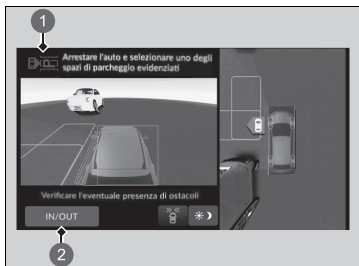 1
Arrestare l'auto e selezionare uno degli
spazi di parcheggio evidenziati
Verificare l'eventuale presenza di ostacoli
IN/OUT
2